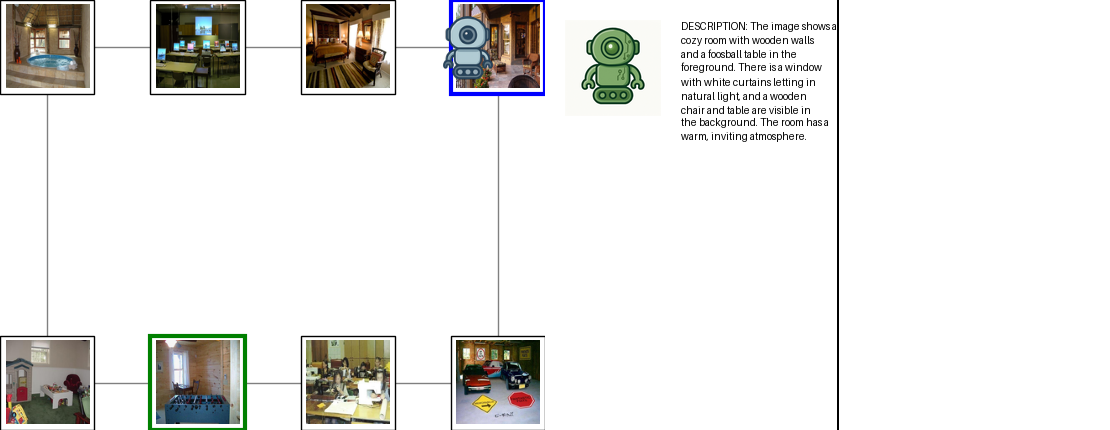 DESCRIPTION: The image shows a
cozy room with wooden walls
and a foosball table in the
foreground. There is a window
with white curtains letting in
natural light, and a wooden
chair and table are visible in
the background. The room has a
warm, inviting atmosphere.